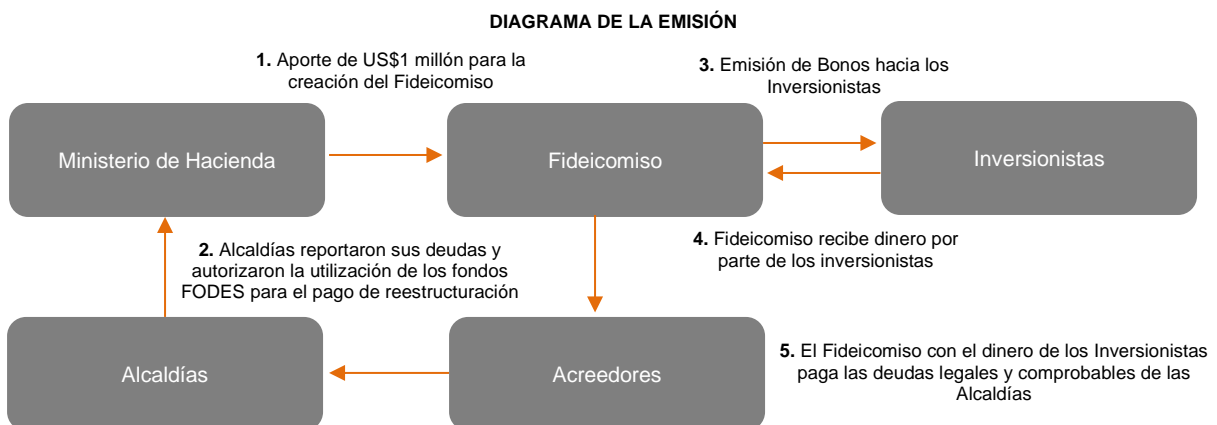 DIAGRAMA DE LA EMISIÓN
1. Aporte de US$1 millón para la
creación del Fideicomiso
3. Emisión de Bonos hacia los
Inversionistas
Ministerio de Hacienda
Fideicomiso
Inversionistas
2. Alcaldías reportaron sus deudas y
autorizaron la utilización de los fondos
FODES para el pago de reestructuración
4. Fideicomiso recibe dinero por
parte de los inversionistas
Alcaldías
Acreedores
5. El Fideicomiso con el dinero de los Inversionistas
paga las deudas legales y comprobables de las
Alcaldías